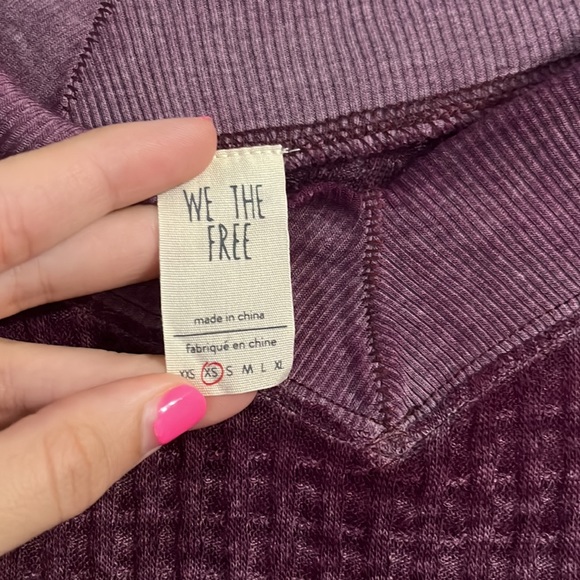 WE THE
FREE
made in china
fabriqué en chine
XXS XS S M L XL